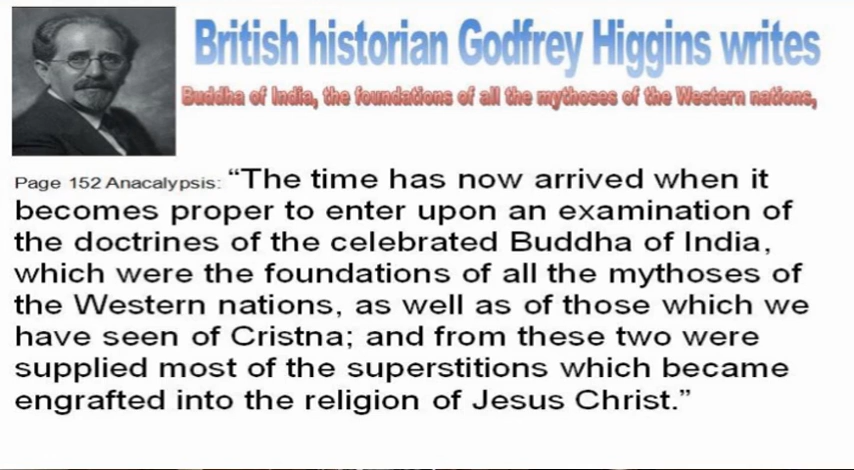 British historian Godfrey Higgins writes
Buddha of India, the foundations of all the mythoses of the Western nations,
Page 152 Anacalypsis: “The time has now arrived when it
becomes proper to enter upon an examination of
the doctrines of the celebrated Buddha of India,
which were the foundations of all the mythoses of
the Western nations, as well as of those which we
have seen of Cristna; and from these two were
supplied most of the superstitions which became
engrafted into the religion of Jesus Christ.”